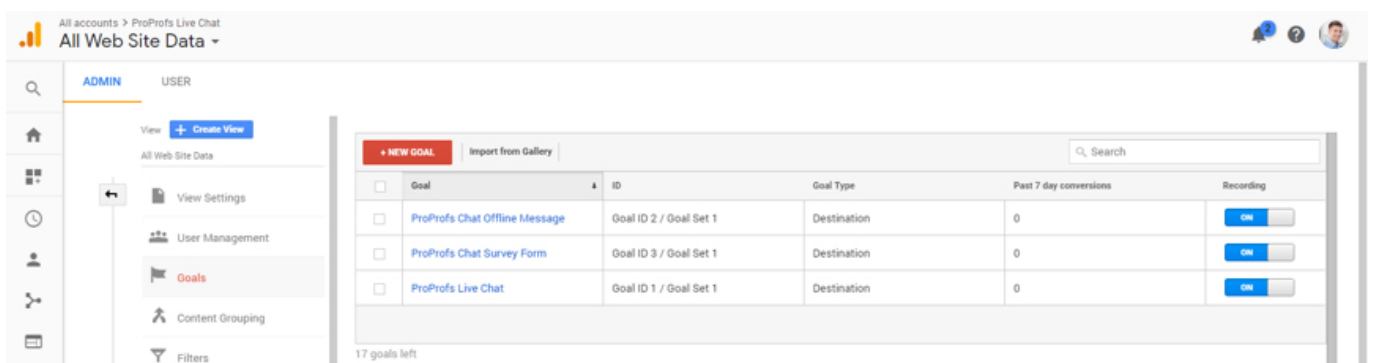 All accounts > ProProfs Live Chat
All Web Site Data
2
ADMIN USER
View + Create View
All Web Site Data
View Settings
User Management
Goals
Content Grouping
Filters
+ NEW GOAL Import from Gallery Search
Goal ID Goal Type Past 7 day conversions Recording
ProProfs Chat Offline Message Goal ID 2 / Goal Set 1 Destination 0 ON
ProProfs Chat Survey Form Goal ID 3 / Goal Set 1 Destination 0 ON
ProProfs Live Chat Goal ID 1 / Goal Set 1 Destination 0 ON
17 goals left